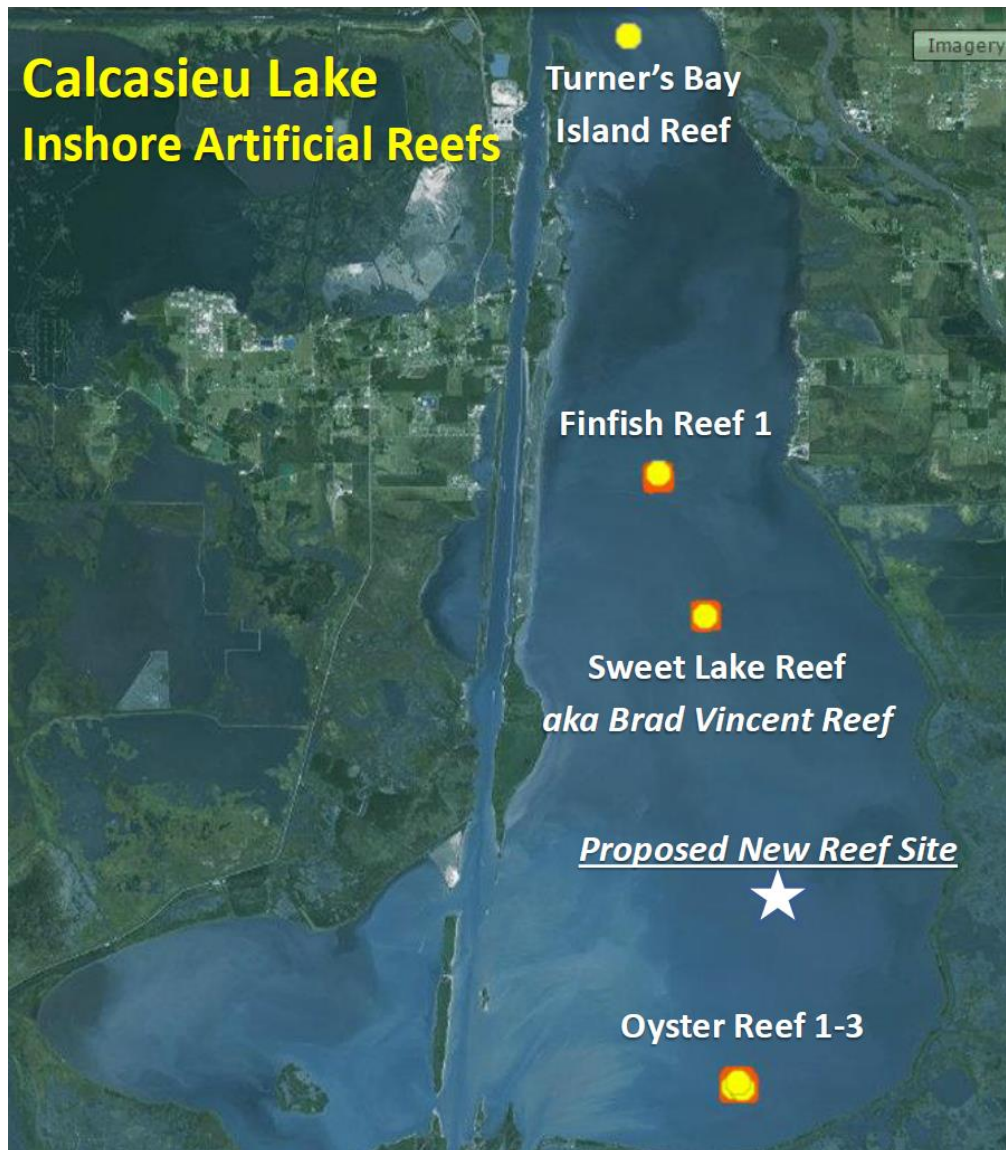 Calcasieu Lake
Inshore Artificial Reefs
Imagery
Turner's Bay
Island Reef
Finfish Reef 1
Sweet Lake Reef
aka Brad Vincent Reef
Proposed New Reef Site
Oyster Reef 1-3